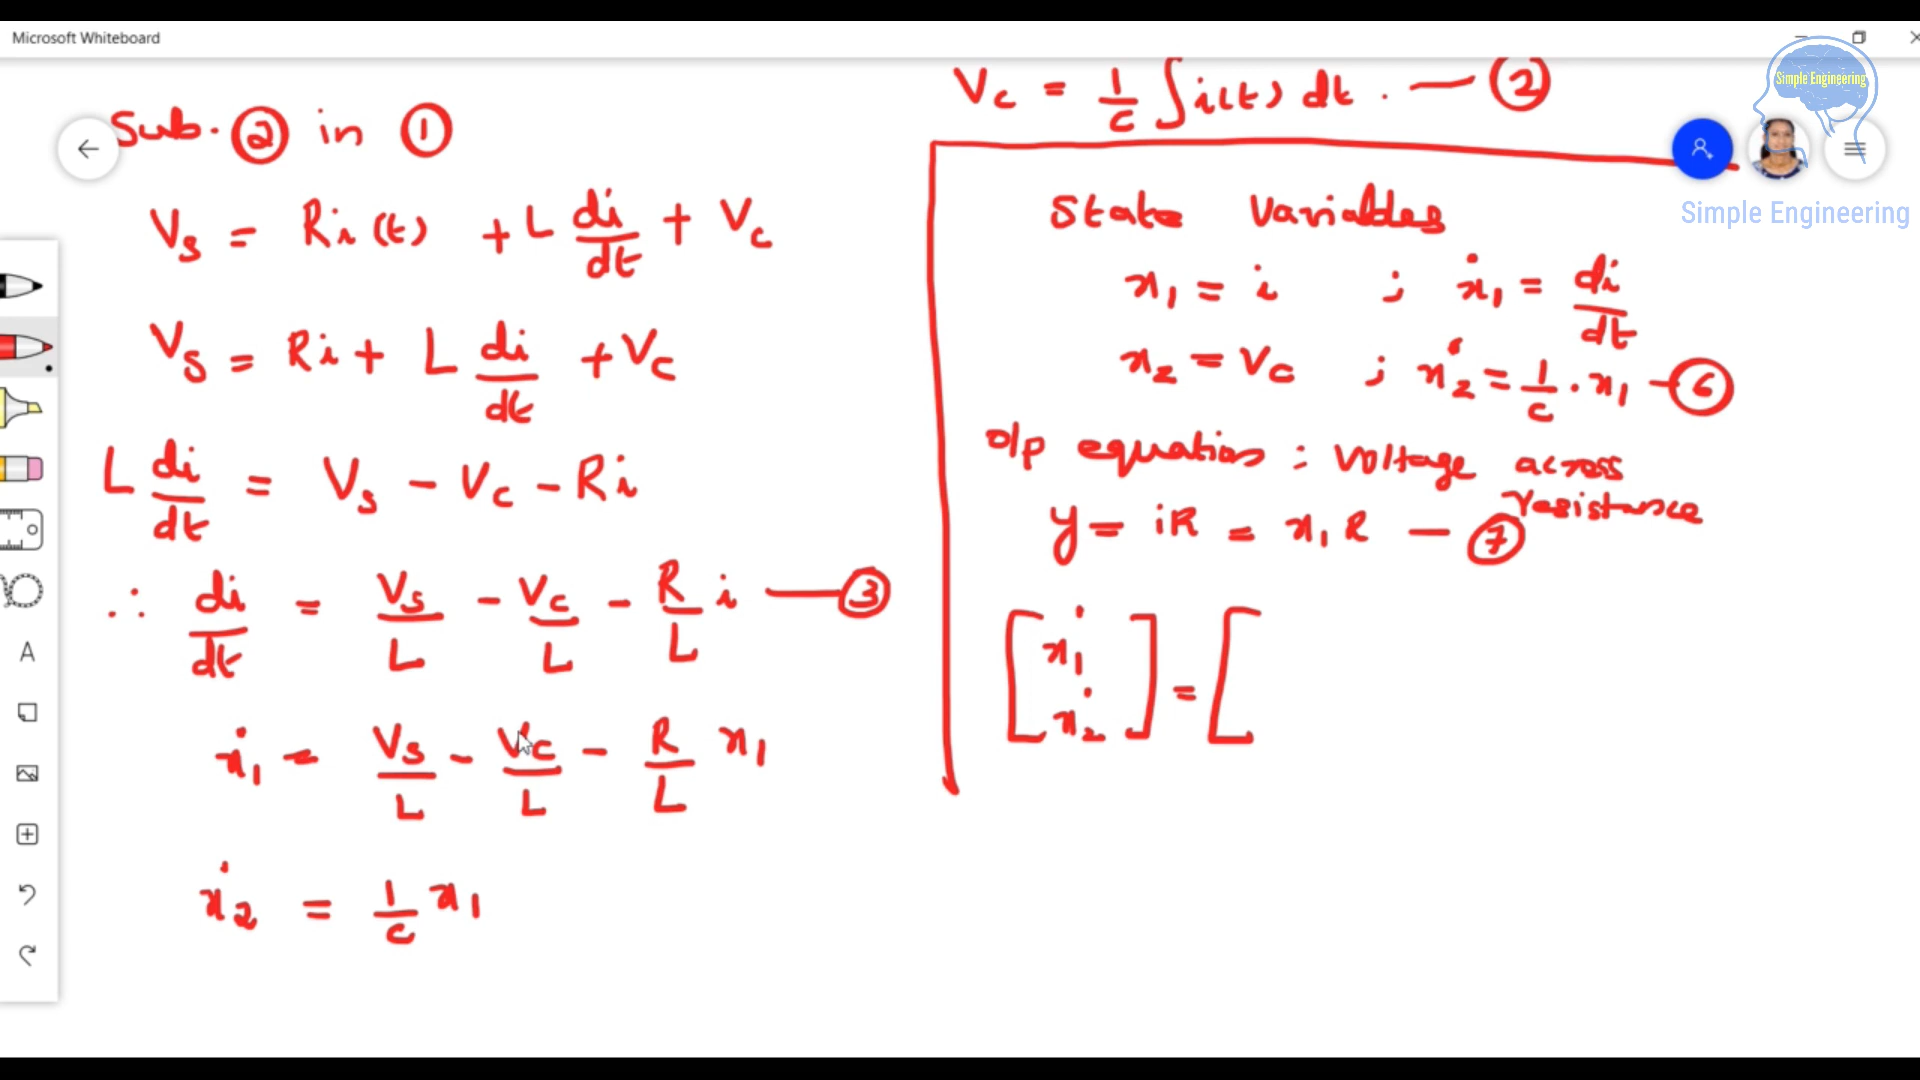 Microsoft Whiteboard
Simple Engineering
Simple Engineering
Sub. ② in ①
Vs = Ri(t) + L di/dt + Vc
Vs = Ri + L di/dt + Vc
L di/dt = Vs - Vc - Ri
∴ di/dt = Vs/L - Vc/L - R/L i — ③
ẋ1 = Vs/L - Vc/L - R/L x1
ẋ2 = 1/C x1
Vc = 1/C ∫ i(t) dt. — ②
State Variables
x1 = i ; ẋ1 = di/dt
x2 = Vc ; ẋ2 = 1/C · x1 — ⑥
o/p equation : Voltage across
resistance
y = iR = x1 R — ⑦
[ẋ1
ẋ2] = [
A